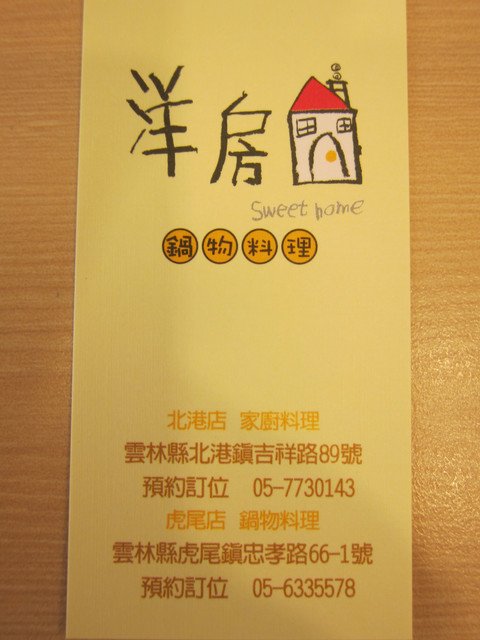 洋房
sweet home
鍋物料理
北港店 家廚料理
雲林縣北港鎮吉祥路89號
預約訂位 05-7730143
虎尾店 鍋物料理
雲林縣虎尾鎮忠孝路66-1號
預約訂位 05-6335578